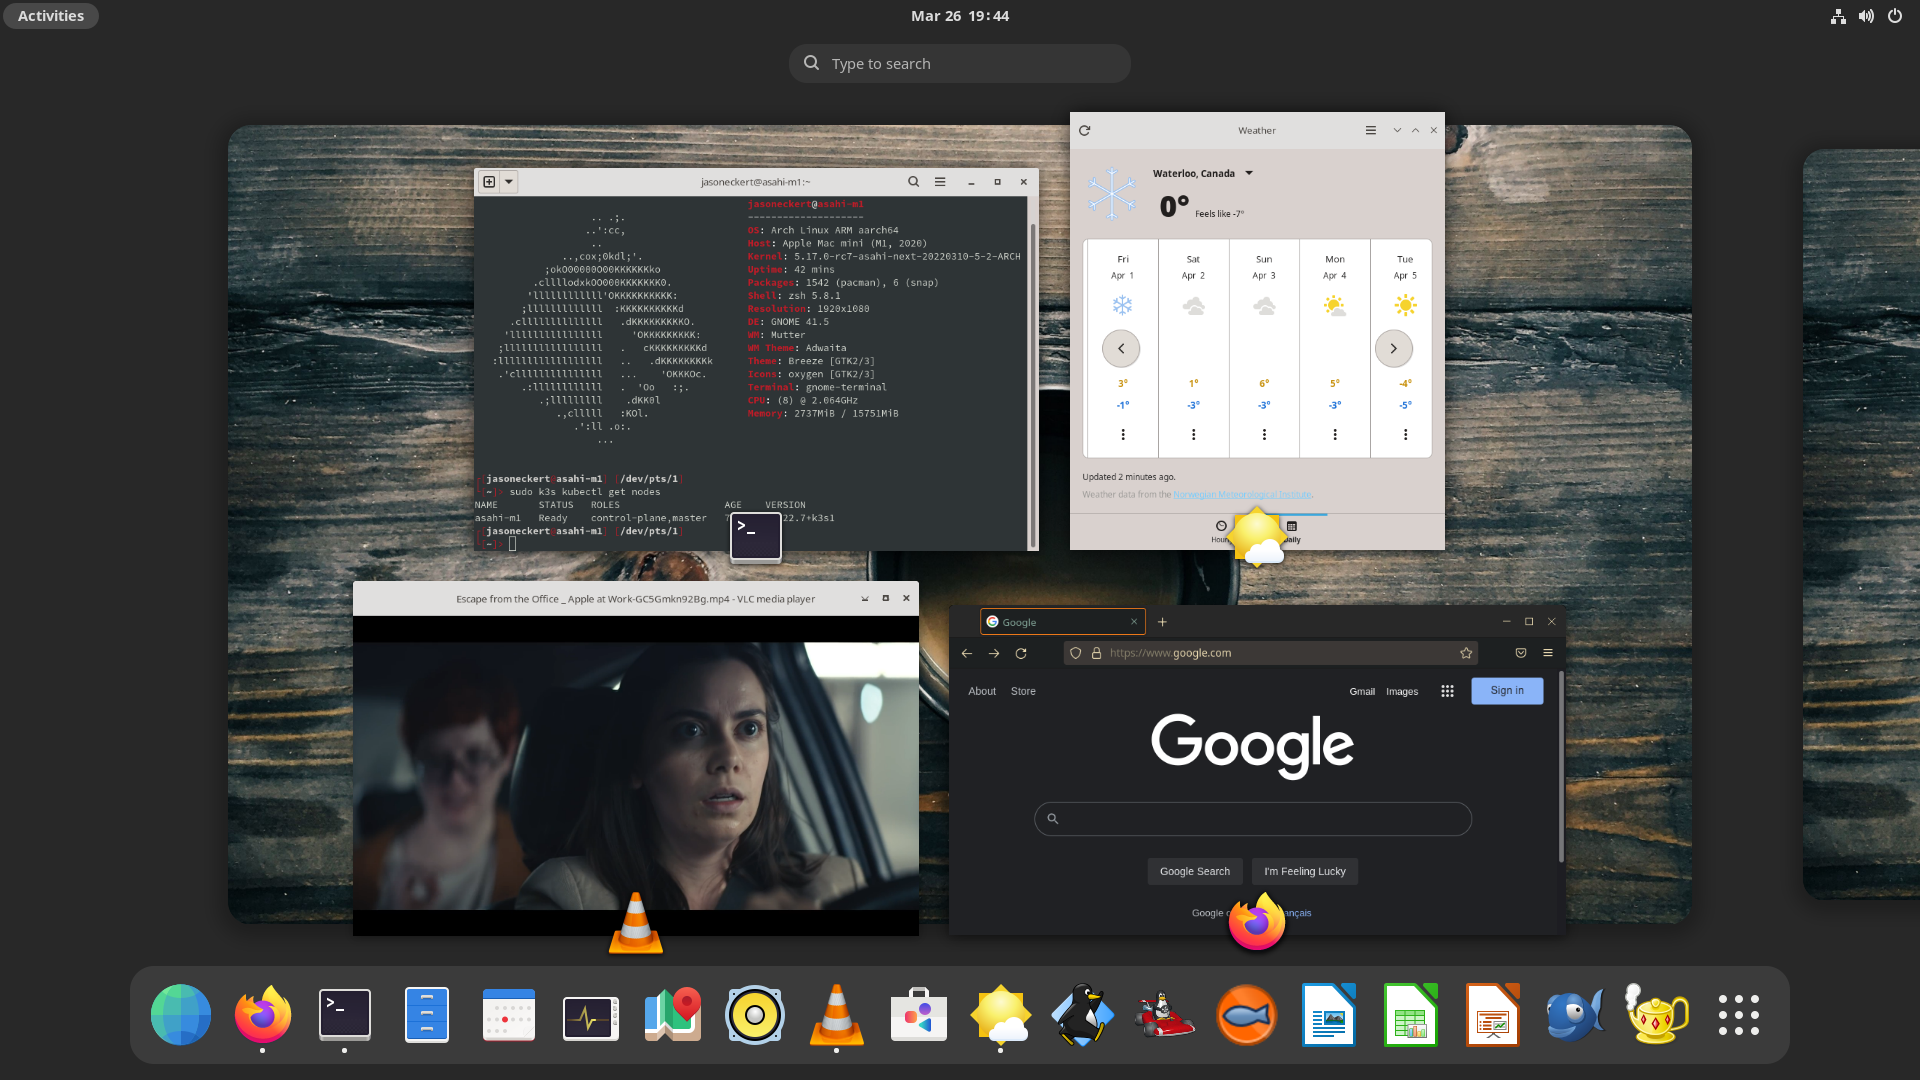 Activities
Mar 26 19:44
Type to search
jasoneckert@asahi-m1:~
jasoneckert@asahi-m1
--------------------
OS: Arch Linux ARM aarch64
Host: Apple Mac mini (M1, 2020)
Kernel: 5.17.0-rc7-asahi-next-20220310-5-2-ARCH
Uptime: 42 mins
Packages: 1542 (pacman), 6 (snap)
Shell: zsh 5.8.1
Resolution: 1920x1080
DE: GNOME 41.5
WM: Mutter
WM Theme: Adwaita
Theme: Breeze [GTK2/3]
Icons: oxygen [GTK2/3]
Terminal: gnome-terminal
CPU: (8) @ 2.064GHz
Memory: 2737MiB / 15751MiB
[jasoneckert@asahi-m1] [/dev/pts/1]
[~]> sudo k3s kubectl get nodes
NAME STATUS ROLES AGE VERSION
asahi-m1 Ready control-plane,master 22.7+k3s1
[jasoneckert@asahi-m1] [/dev/pts/1]
[~]>
Weather
Waterloo, Canada
0°
Feels like -7°
Fri Sat Sun Mon Tue
Apr 1 Apr 2 Apr 3 Apr 4 Apr 5
3° 1° 6° 5° -4°
-1° -3° -3° -3° -5°
Updated 2 minutes ago.
Weather data from the Norwegian Meteorological Institute.
Escape from the Office _ Apple at Work-GC5Gmkn92Bg.mp4 - VLC media player
Google
https://www.google.com
About Store
Gmail Images
Sign in
Google
Google Search
I'm Feeling Lucky
Google